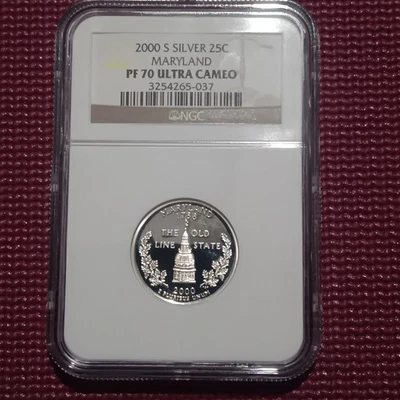 2000 S SILVER 25C
MARYLAND
PF 70 ULTRA CAMEO
3254265-037
NGC
MARYLAND
1788
THE OLD
LINE STATE
2000
E PLURIBUS UNUM